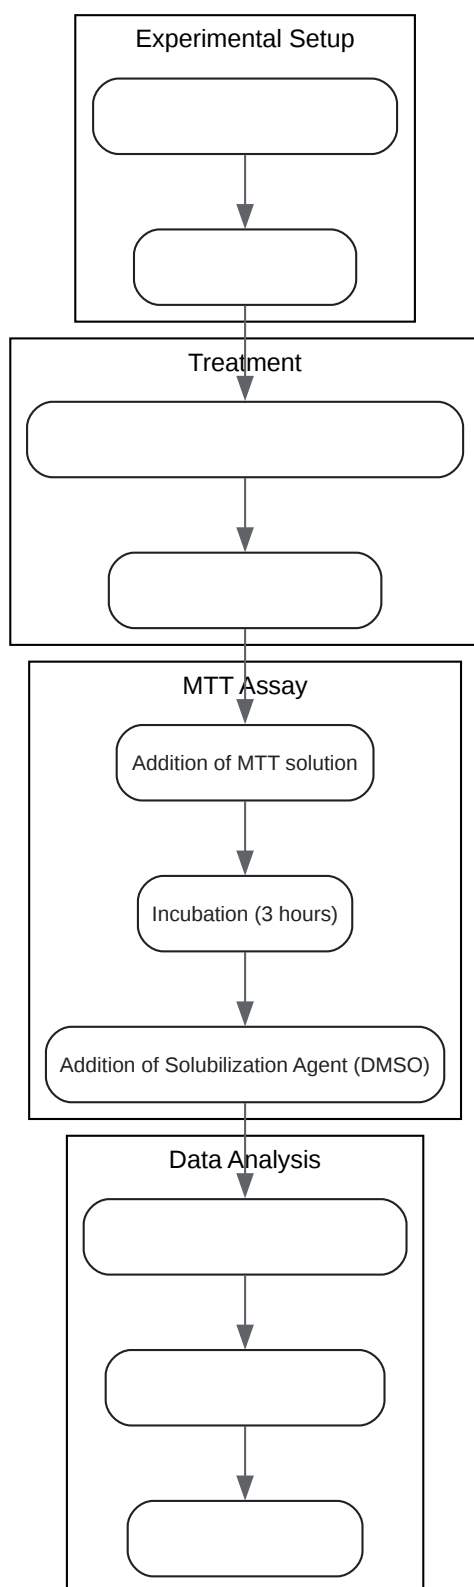 Experimental Setup
Treatment
MTT Assay
Addition of MTT solution
Incubation (3 hours)
Addition of Solubilization Agent (DMSO)
Data Analysis